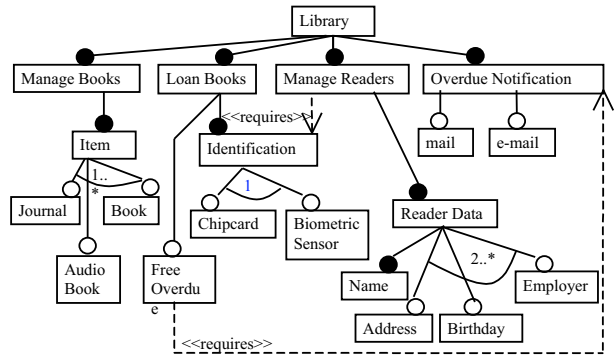 Library
Manage Books
Loan Books
Manage Readers
Overdue Notification
<<requires>>
mail
e-mail
Item
Identification
1..
*
1
Journal
Book
Chipcard
Biometric
Sensor
Reader Data
Audio
Book
Free
Overdu
e
2..*
Name
Employer
Address
Birthday
<<requires>>